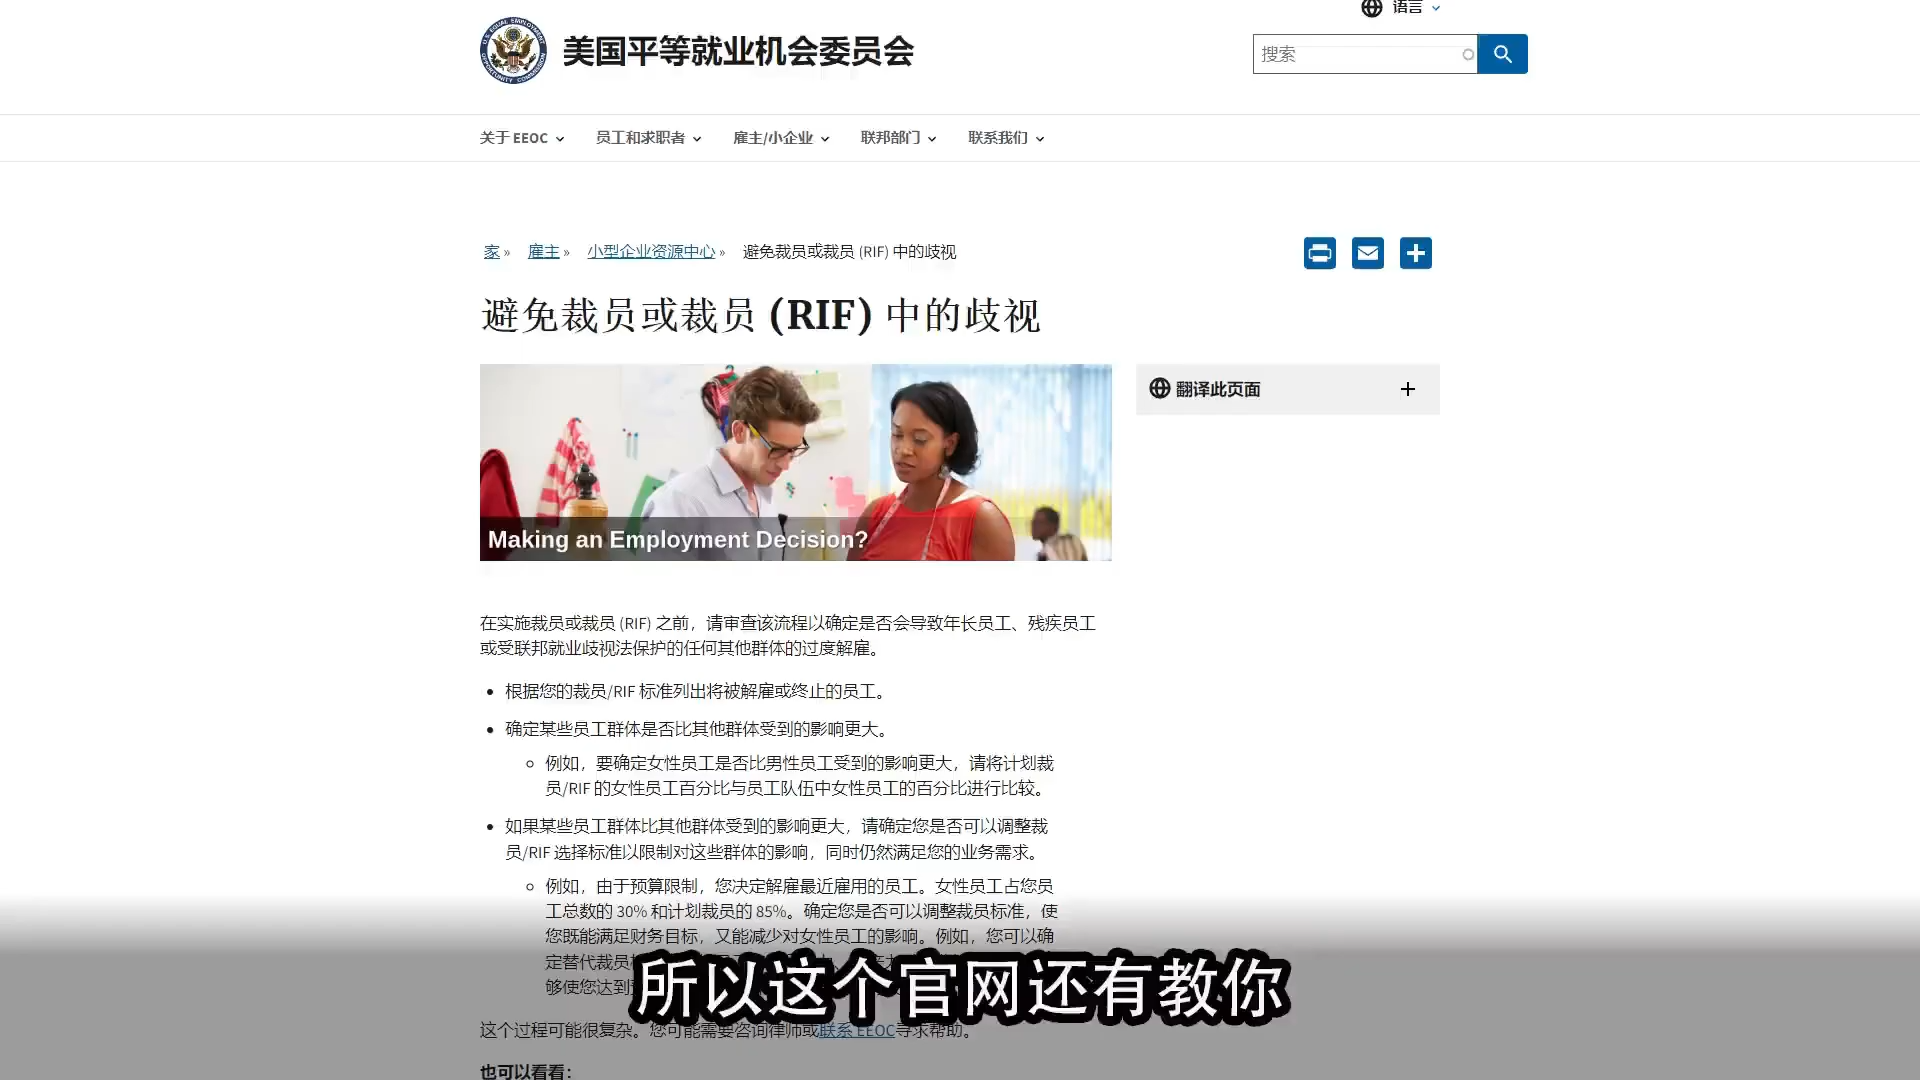 语言
美国平等就业机会委员会
搜索
关于 EEOC
员工和求职者
雇主/小企业
联邦部门
联系我们
家 » 雇主 » 小型企业资源中心 » 避免裁员或裁员 (RIF) 中的歧视
避免裁员或裁员 (RIF) 中的歧视
Making an Employment Decision?
翻译此页面
在实施裁员或裁员 (RIF) 之前，请审查该流程以确定是否会导致年长员工、残疾员工
或受联邦就业歧视法保护的任何其他群体的过度解雇。
根据您的裁员/RIF 标准列出将被解雇或终止的员工。
确定某些员工群体是否比其他群体受到的影响更大。
例如，要确定女性员工是否比男性员工受到的影响更大，请将计划裁
员/RIF 的女性员工百分比与员工队伍中女性员工的百分比进行比较。
如果某些员工群体比其他群体受到的影响更大，请确定您是否可以调整裁
员/RIF 选择标准以限制对这些群体的影响，同时仍然满足您的业务需求。
例如，由于预算限制，您决定解雇最近雇用的员工。女性员工占您员
工总数的 30% 和计划裁员的 85%。确定您是否可以调整裁员标准，使
您既能满足财务目标，又能减少对女性员工的影响。例如，您可以确
定替代裁员
够使您达到
所以这个官网还有教你
这个过程可能很复杂。您可能需要咨询律师或联系 EEOC寻求帮助。
也可以看看：